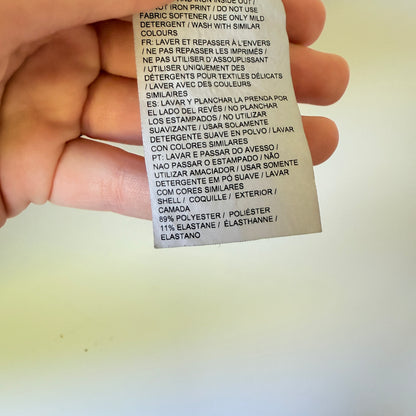 AND IRON INSIDE OUT /
NOT IRON PRINT / DO NOT USE
FABRIC SOFTENER / USE ONLY MILD
DETERGENT / WASH WITH SIMILAR
COLOURS
FR: LAVER ET REPASSER À L'ENVERS
/ NE PAS REPASSER LES IMPRIMÉS /
NE PAS UTILISER D'ASSOUPLISSANT
/ UTILISER UNIQUEMENT DES
DÉTERGENTS POUR TEXTILES DÉLICATS
/ LAVER AVEC DES COULEURS
SIMILAIRES
ES: LAVAR Y PLANCHAR LA PRENDA POR
EL LADO DEL REVÉS / NO PLANCHAR
LOS ESTAMPADOS / NO UTILIZAR
SUAVIZANTE / USAR SOLAMENTE
DETERGENTE SUAVE EN POLVO / LAVAR
CON COLORES SIMILARES
PT: LAVAR E PASSAR DO AVESSO /
NAO PASSAR O ESTAMPADO / NÃO
UTILIZAR AMACIADOR / USAR SOMENTE
DETERGENTE EM PÓ SUAVE / LAVAR
COM CORES SIMILARES
SHELL / COQUILLE / EXTERIOR /
CAMADA
89% POLYESTER / POLIÉSTER
11% ELASTANE / ÉLASTHANNE /
ELASTANO